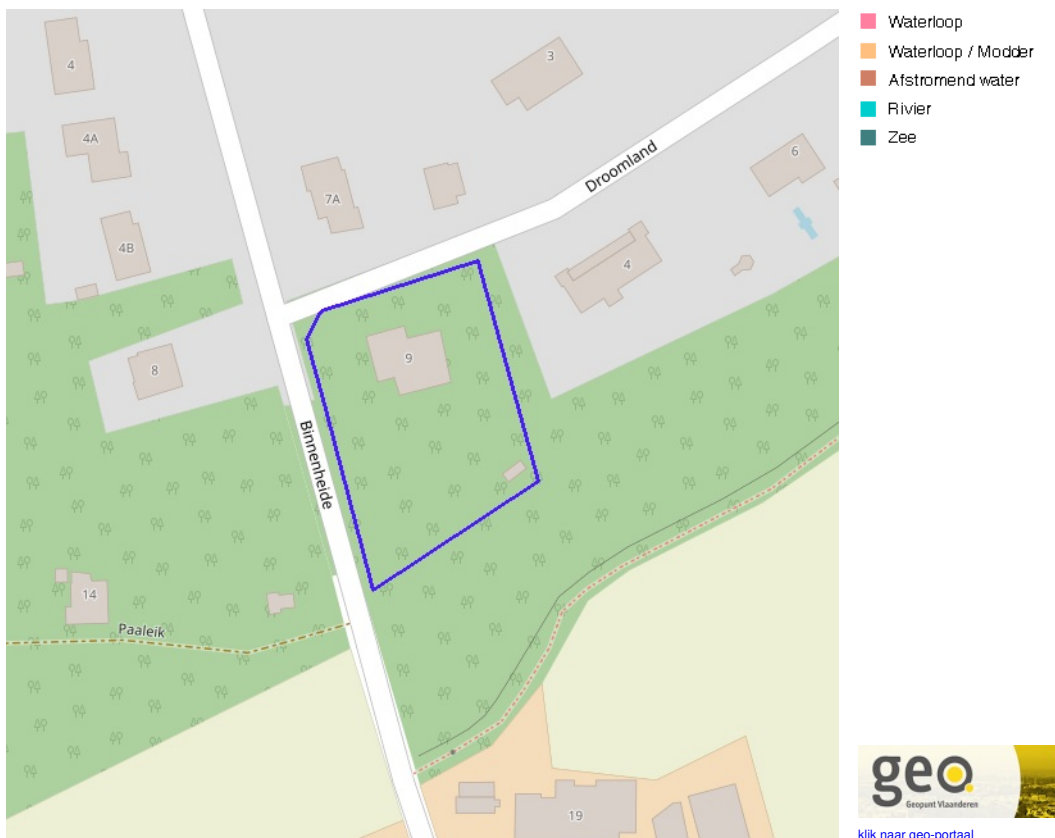 Waterloop
Waterloop / Modder
Afstromend water
Rivier
Zee
4
3
4A
6
Droomland
7A
4B
4
9
8
Binnenheide
14
Paaleik
19
geo.
Geopunt Vlaanderen
klik naar geo-portaal